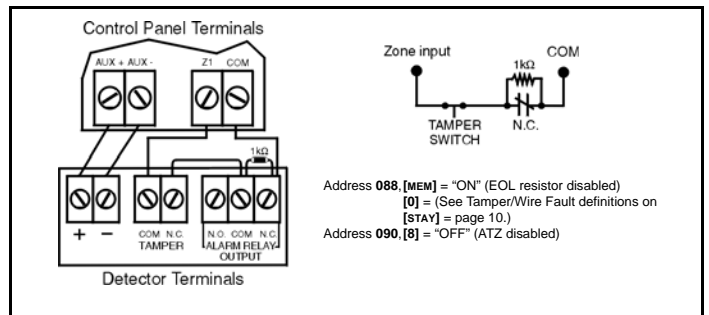 Control Panel Terminals
AUX + AUX - Z1 COM
1kΩ
+ - COM N.C. N.O. COM N.C.
TAMPER ALARM RELAY
OUTPUT
Detector Terminals
Zone input COM
1kΩ
TAMPER N.C.
SWITCH
Address 088, [MEM] = “ON” (EOL resistor disabled)
[0] = (See Tamper/Wire Fault definitions on
[STAY] = page 10.)
Address 090, [8] = “OFF” (ATZ disabled)